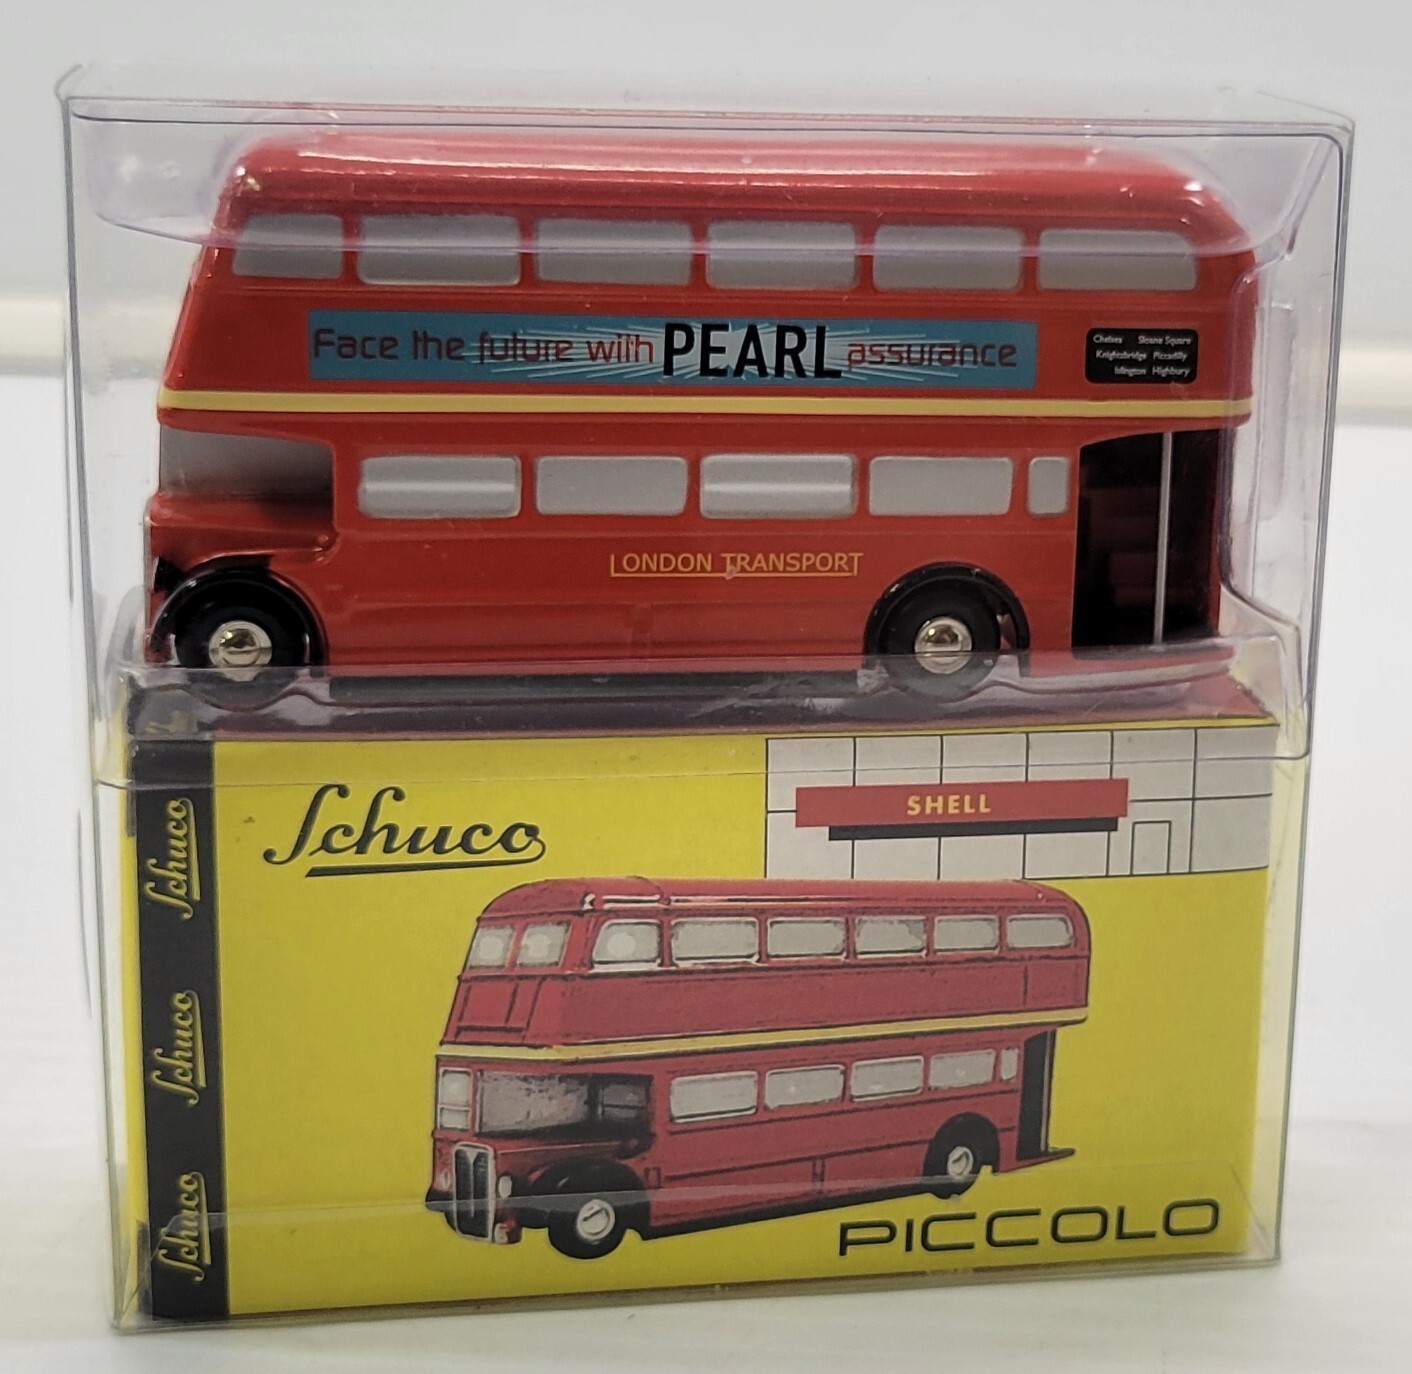 Face the future with PEARL assurance
Chelsea Sloane Square
Knightsbridge Piccadilly
Islington Highbury
LONDON TRANSPORT
Schuco
SHELL
Schuco
Schuco
Schuco
PICCOLO